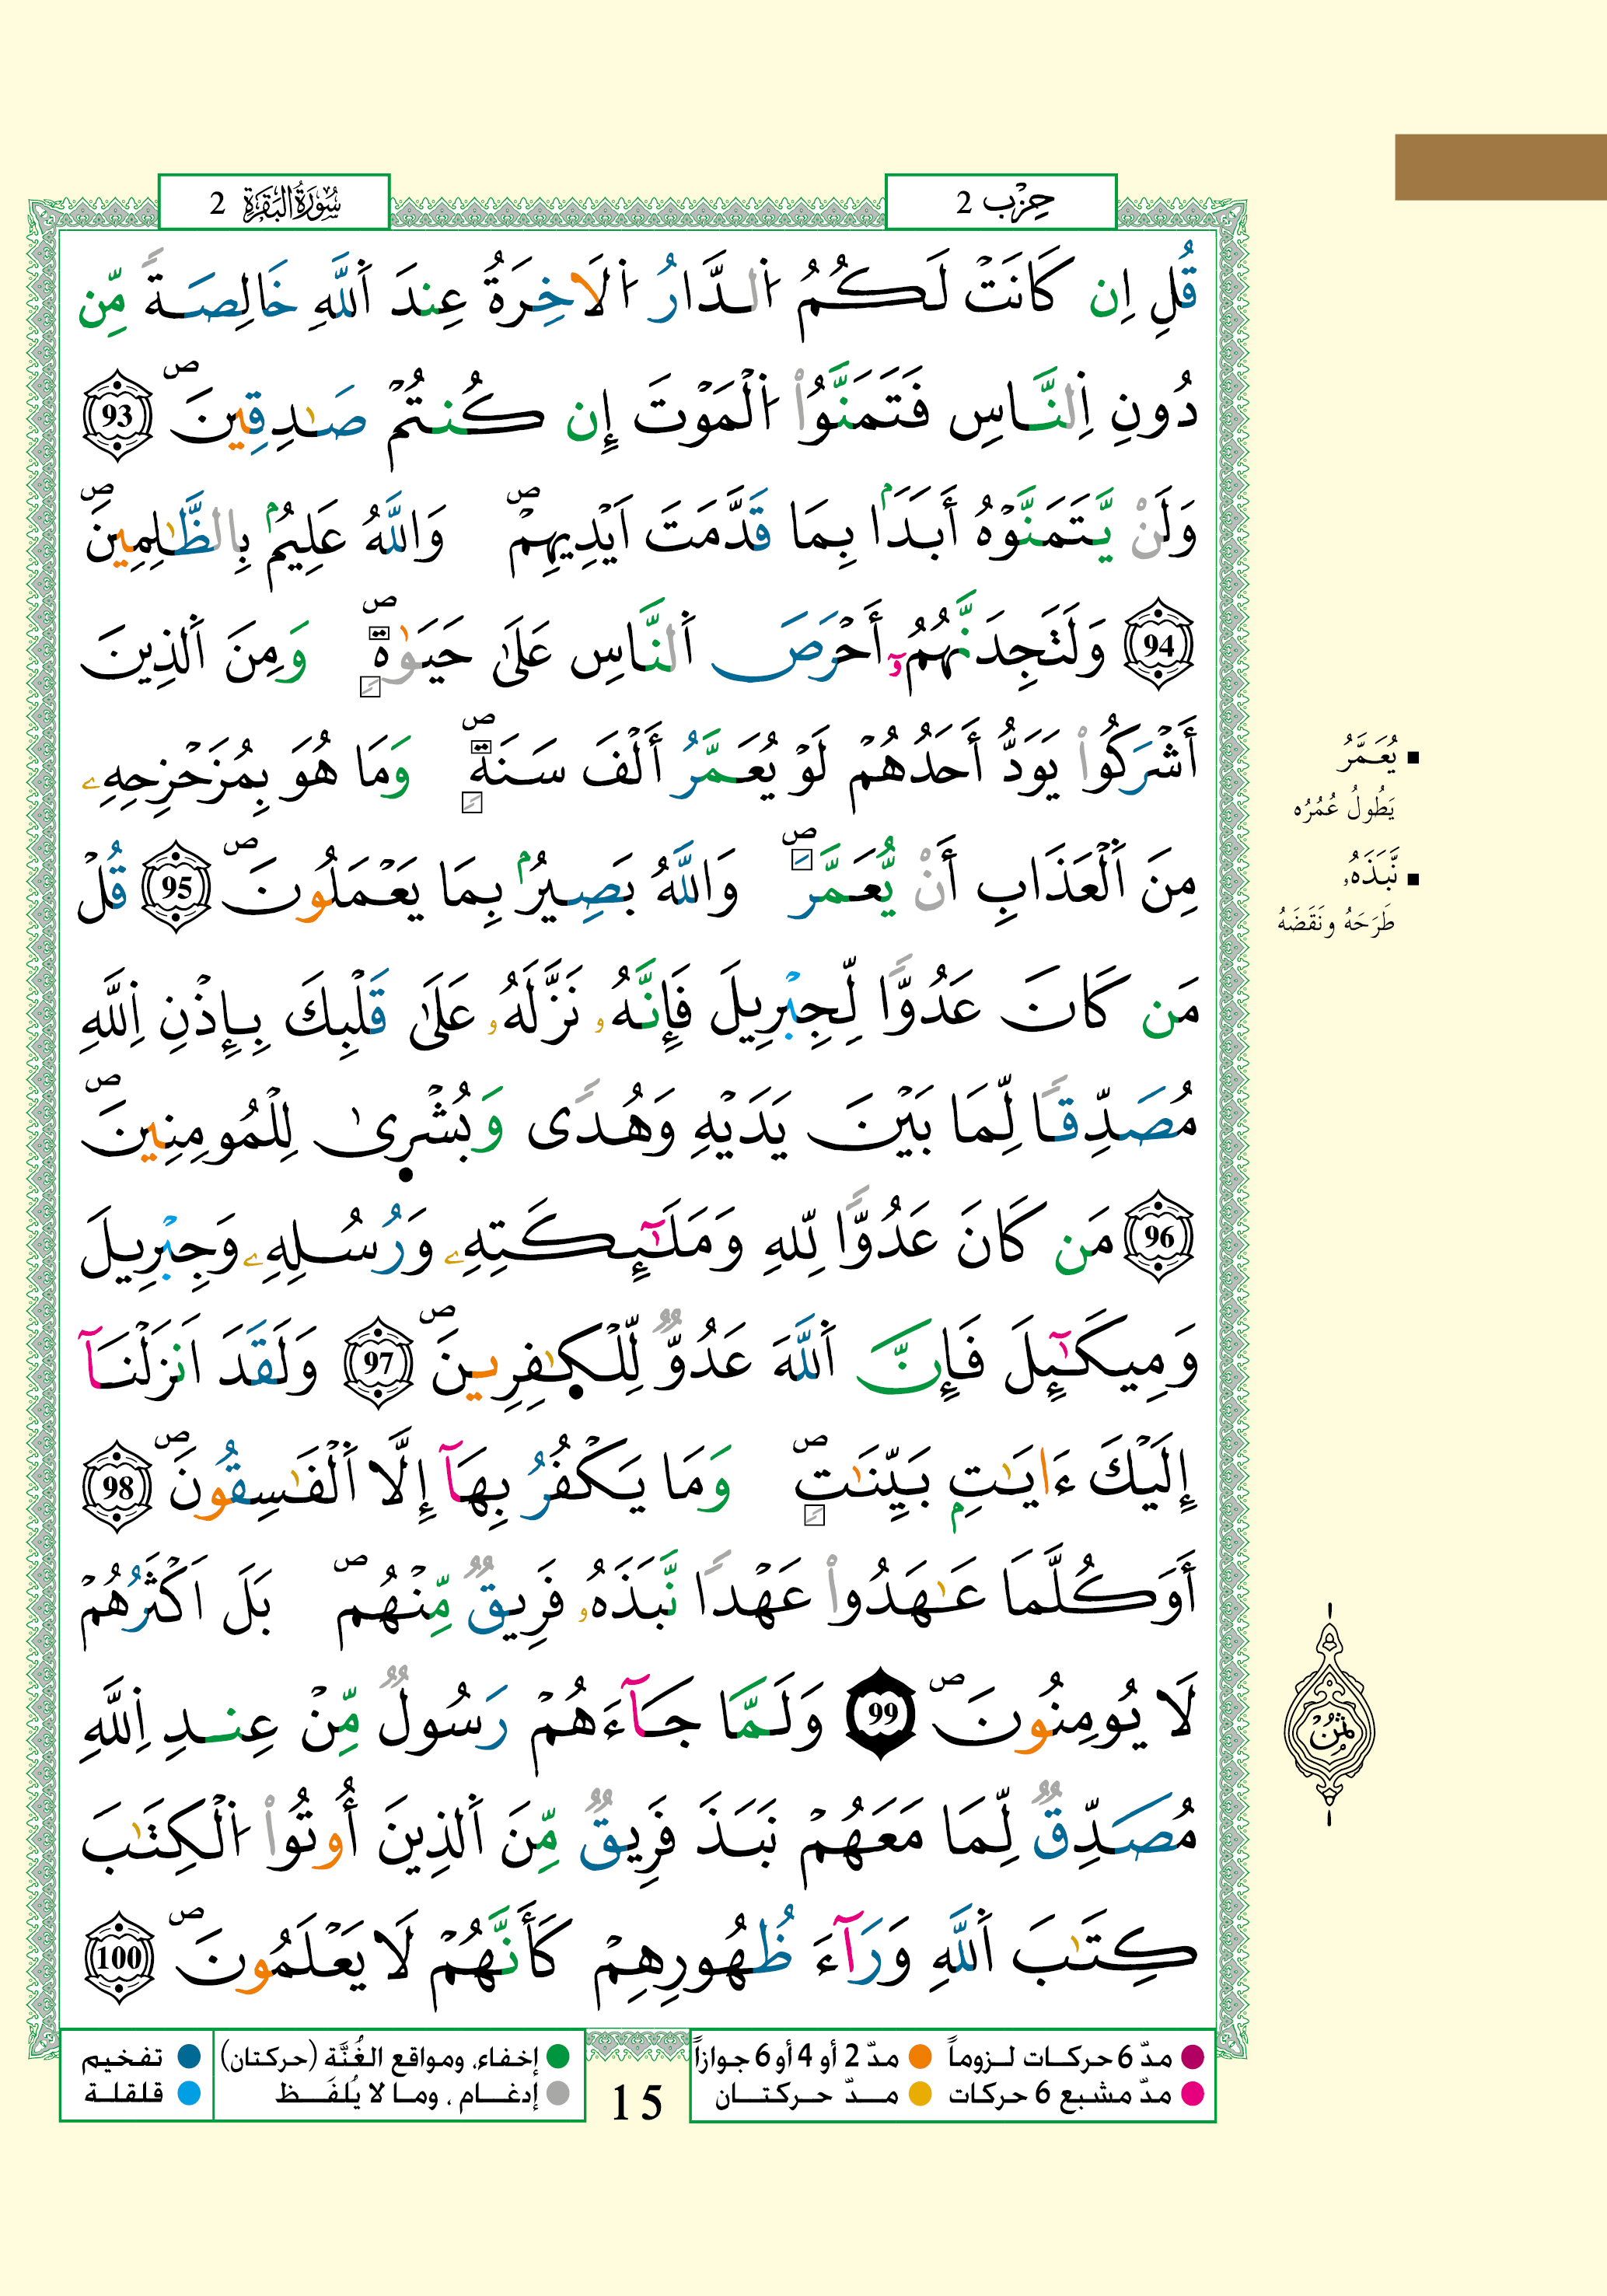 حِزْب 2
سُورَةُ البَقَرَةِ 2
قُلِ اِن كَانَتْ لَكُمُ اُ۬لدَّارُ اُ۬لَاخِرَةُ عِندَ اَ۬للَّهِ خَالِصَةً مِّن
دُونِ اِ۬لنَّاسِ فَتَمَنَّوُاْ اُ۬لْمَوْتَ إِن كُنتُمْ صَٰدِقِينَۖ 93
وَلَنْ يَّتَمَنَّوْهُ أَبَدَاۢ بِمَا قَدَّمَتَ اَيْدِيهِمْۖ وَاللَّهُ عَلِيمُۢ بِالظَّٰلِمِينَۖ
94 وَلَتَجِدَنَّهُمُۥٓ أَحْرَصَ اَ۬لنَّاسِ عَلَىٰ حَيَوٰةٖۖ وَمِنَ اَ۬لذِينَ
أَشْرَكُواْ يَوَدُّ أَحَدُهُمْ لَوْ يُعَمَّرُ أَلْفَ سَنَةٖۖ وَمَا هُوَ بِمُزَحْزِحِهِۦ
مِنَ اَ۬لْعَذَابِ أَنْ يُّعَمَّرَۖ وَاللَّهُ بَصِيرُۢ بِمَا يَعْمَلُونَۖ 95 قُلْ
مَن كَانَ عَدُوًّا لِّجِبْرِيلَ فَإِنَّهُۥ نَزَّلَهُۥ عَلَىٰ قَلْبِكَ بِإِذْنِ اِ۬للَّهِ
مُصَدِّقًا لِّمَا بَيْنَ يَدَيْهِ وَهُدًى وَبُشْر۪ىٰ لِلْمُومِنِينَۖ
96 مَن كَانَ عَدُوًّا لِّلهِ وَمَلَٰٓئِكَتِهِۦ وَرُسُلِهِۦ وَجِبْرِيلَ
وَمِيكَٰٓئِلَ فَإِنَّ اَ۬للَّهَ عَدُوٌّ لِّلْكٰ۪فِرِينَۖ 97 وَلَقَدَ اَنزَلْنَآ
إِلَيْكَ ءَايَٰتِۢ بَيِّنَٰتٖۖ وَمَا يَكْفُرُ بِهَآ إِلَّا اَ۬لْفَٰسِقُونَۖ 98
أَوَكُلَّمَا عَٰهَدُواْ عَهْدًا نَّبَذَهُۥ فَرِيقٌ مِّنْهُمۖ بَلَ اَكْثَرُهُمْ
لَا يُومِنُونَۖ 99 وَلَمَّا جَآءَهُمْ رَسُولٌ مِّنْ عِندِ اِ۬للَّهِ
مُصَدِّقٌ لِّمَا مَعَهُمْ نَبَذَ فَرِيقٌ مِّنَ اَ۬لذِينَ أُوتُواْ اُ۬لْكِتَٰبَ
كِتَٰبَ اَ۬للَّهِ وَرَآءَ ظُهُورِهِمْ كَأَنَّهُمْ لَا يَعْلَمُونَۖ 100
▪ يُعَمَّرُ
يَطُولُ عُمُرُه
▪ نَّبَذَهُۥ
طَرَحَهُ ونَقَضَهُ
ثُمُن
مدّ 6 حركات لـزوماً ● مدّ 2 أو 4 أو 6 جوازاً
مدّ مشبع 6 حركات ● مــدّ حـركتــان
إخفاء، ومواقع الغُنَّة (حركتان)
إدغــام ، ومـا لا يُلفَــظ
تفخيم
قلقلـة
15